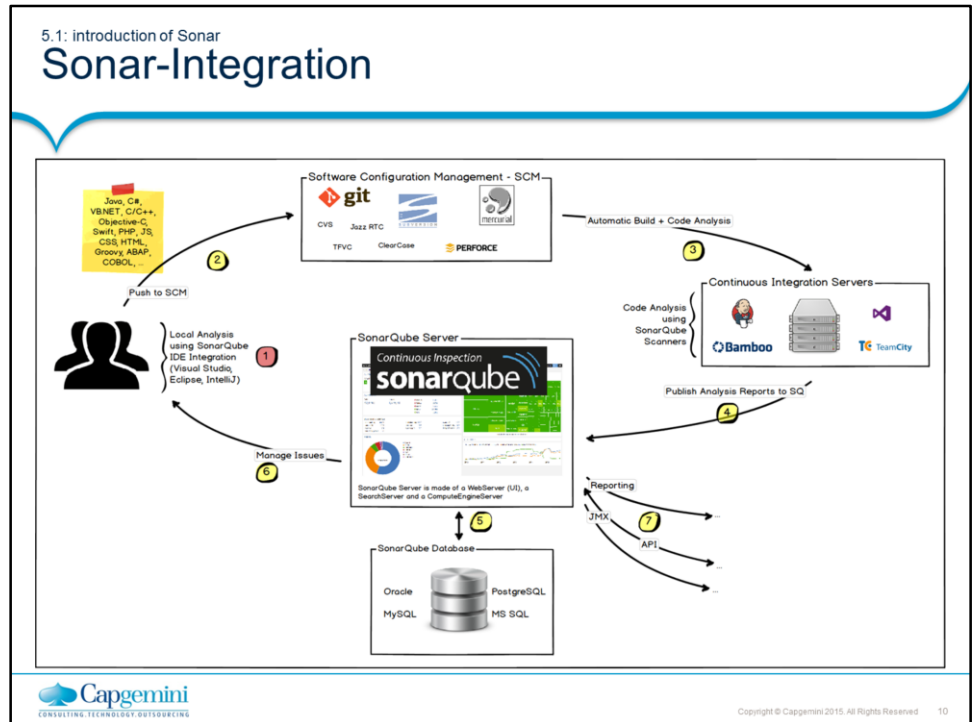 5.1: introduction of Sonar
Sonar-Integration
Java, C#,
VB.NET, C/C++,
Objective-C,
Swift, PHP, JS,
CSS, HTML,
Groovy, ABAP,
COBOL, ...
Software Configuration Management - SCM
git
SUBVERSION
mercurial
CVS
Jazz RTC
TFVC
ClearCase
PERFORCE
2
Push to SCM
Automatic Build + Code Analysis
3
Continuous Integration Servers
Code Analysis
using
SonarQube
Scanners
Bamboo
TC TeamCity
Local Analysis
using SonarQube
IDE Integration
(Visual Studio,
Eclipse, IntelliJ)
1
SonarQube Server
Continuous Inspection
sonarqube
SonarQube Server is made of a WebServer (UI), a
SearchServer and a ComputeEngineServer
Publish Analysis Reports to SQ
4
Manage Issues
6
Reporting
...
JMX
7
API
...
...
5
SonarQube Database
Oracle
PostgreSQL
MySQL
MS SQL
Capgemini
CONSULTING.TECHNOLOGY.OUTSOURCING
Copyright © Capgemini 2015. All Rights Reserved 10